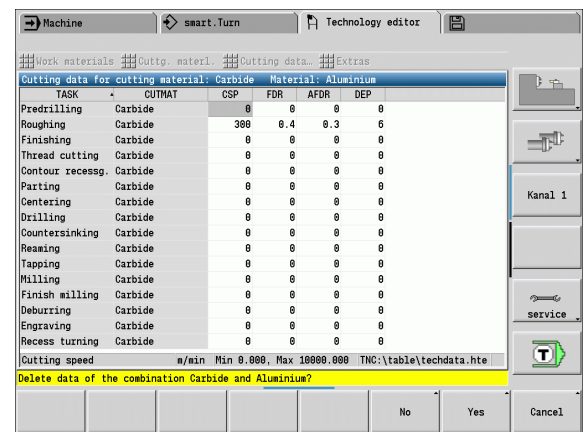 Machine smart.Turn Technology editor
Work materials Cuttg. materl. Cutting data… Extras
Cutting data for cutting material: Carbide Material: Aluminium
TASK CUTMAT CSP FDR AFDR DEP
Predrilling Carbide 0 0 0 0
Roughing Carbide 300 0.4 0.3 6
Finishing Carbide 0 0 0 0
Thread cutting Carbide 0 0 0 0
Contour recessg. Carbide 0 0 0 0
Parting Carbide 0 0 0 0
Centering Carbide 0 0 0 0
Drilling Carbide 0 0 0 0
Countersinking Carbide 0 0 0 0
Reaming Carbide 0 0 0 0
Tapping Carbide 0 0 0 0
Milling Carbide 0 0 0 0
Finish milling Carbide 0 0 0 0
Deburring Carbide 0 0 0 0
Engraving Carbide 0 0 0 0
Recess turning Carbide 0 0 0 0
Cutting speed m/min Min 0.000, Max 10000.000 TNC:\table\techdata.hte
Delete data of the combination Carbide and Aluminium?
No Yes Cancel
Kanal 1
service
T